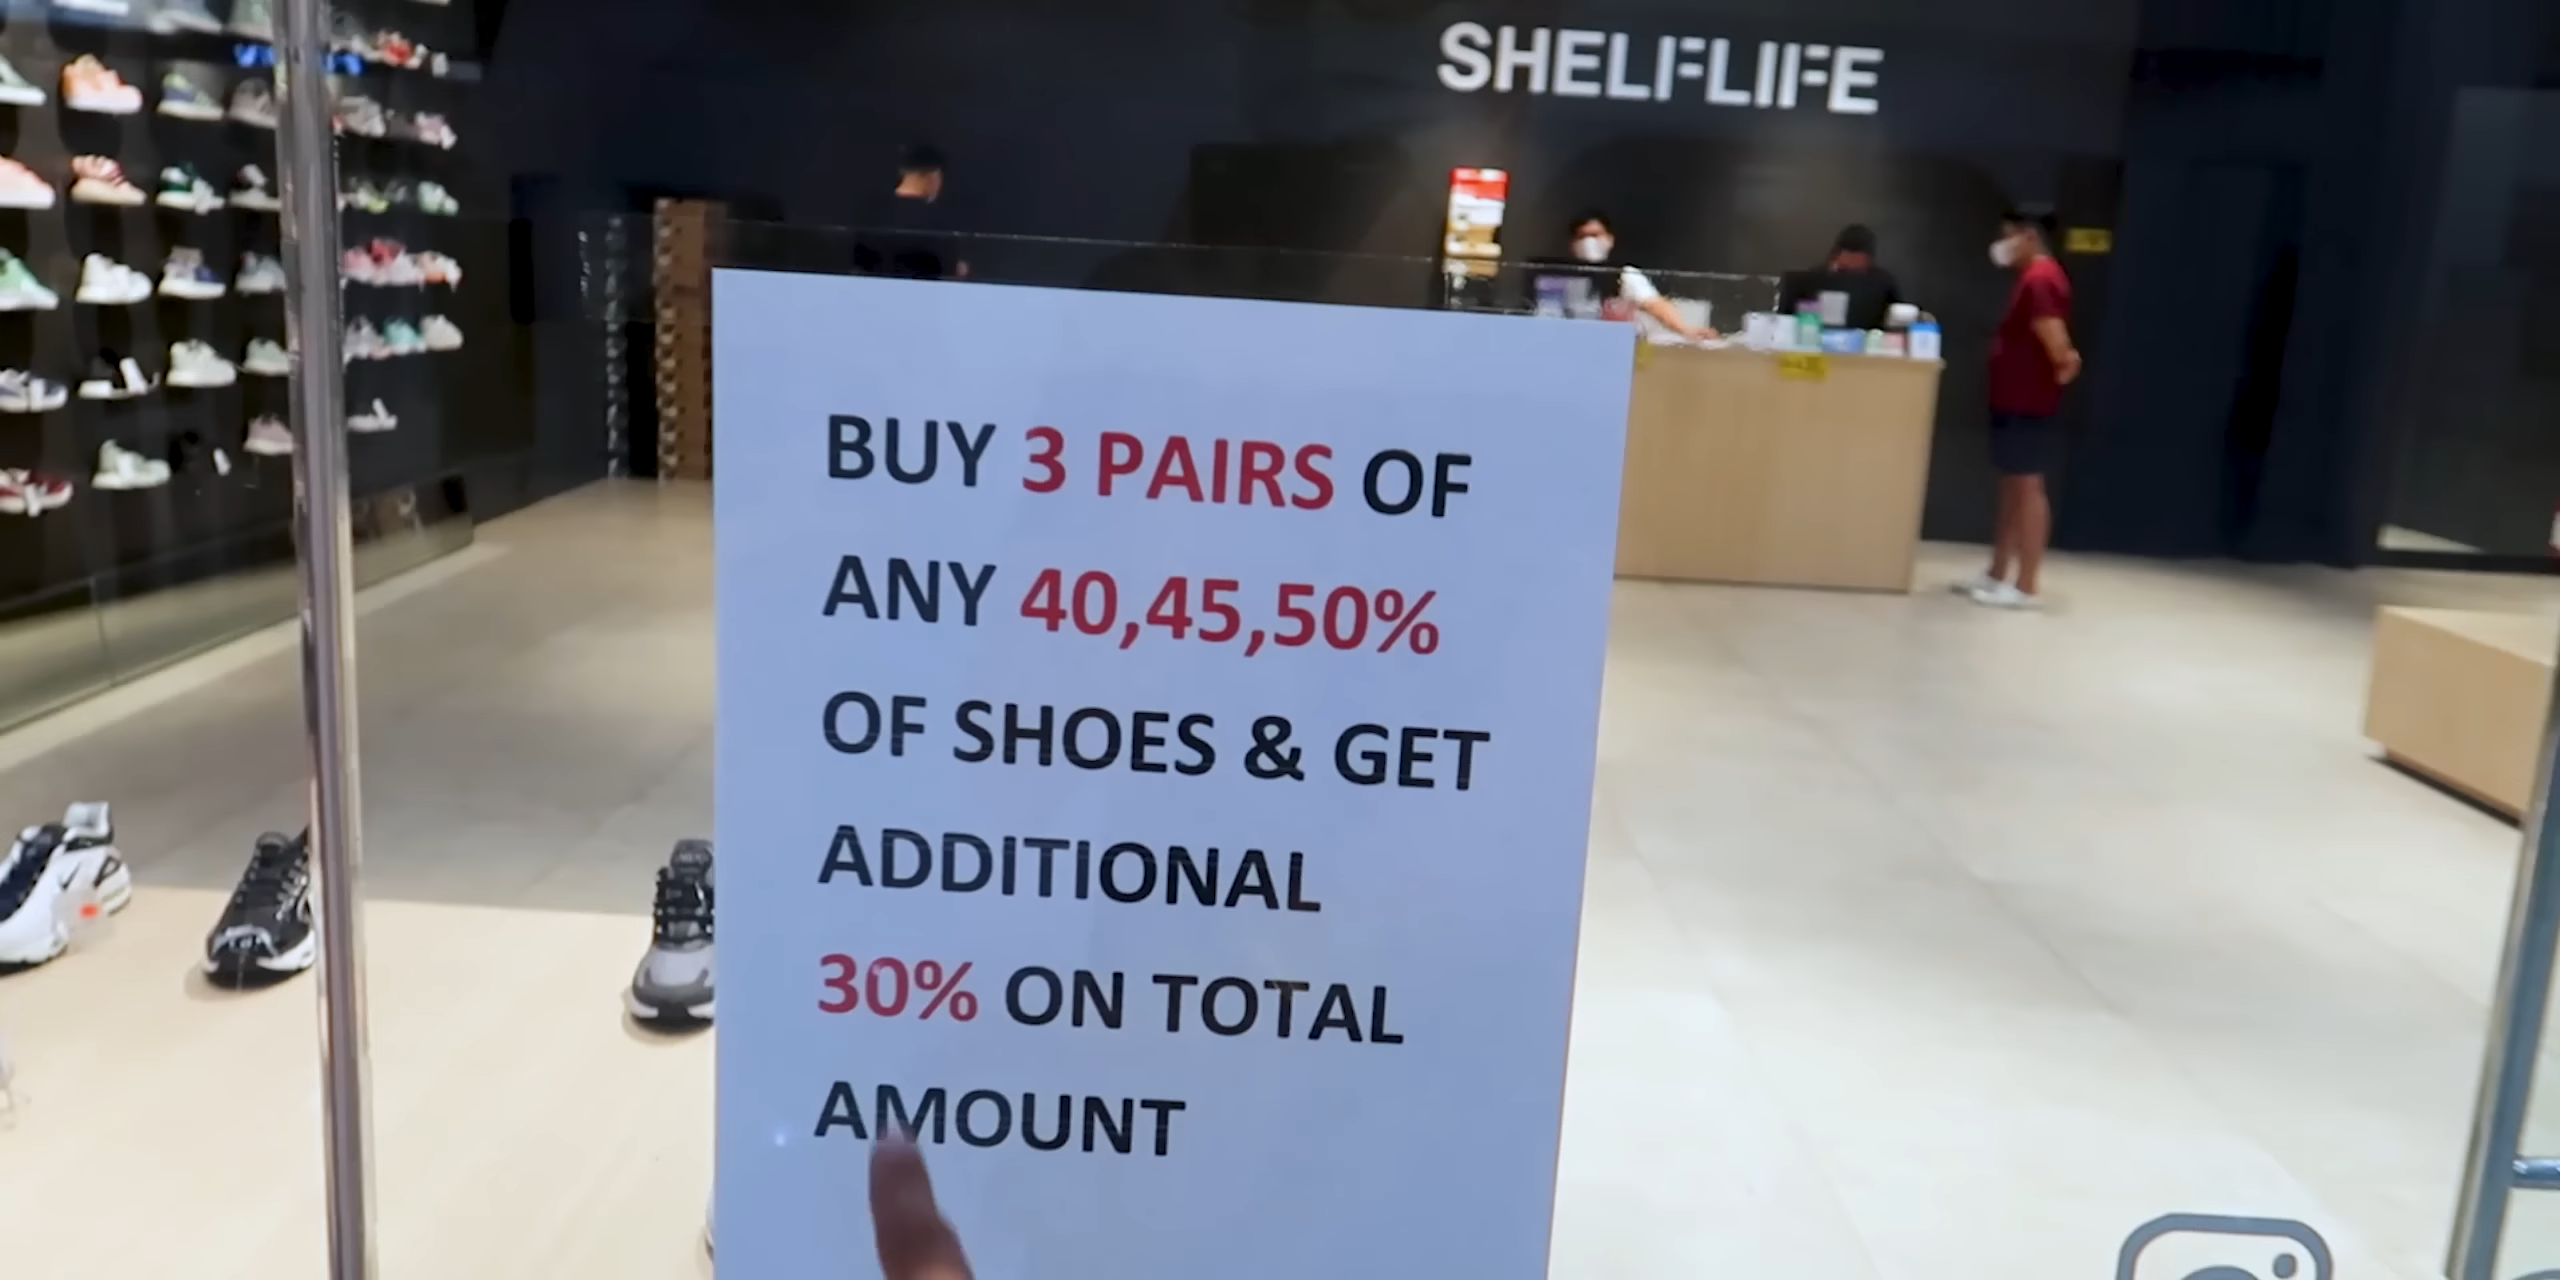 SHELFLIFE
BUY 3 PAIRS OF
ANY 40,45,50%
OF SHOES & GET
ADDITIONAL
30% ON TOTAL
AMOUNT